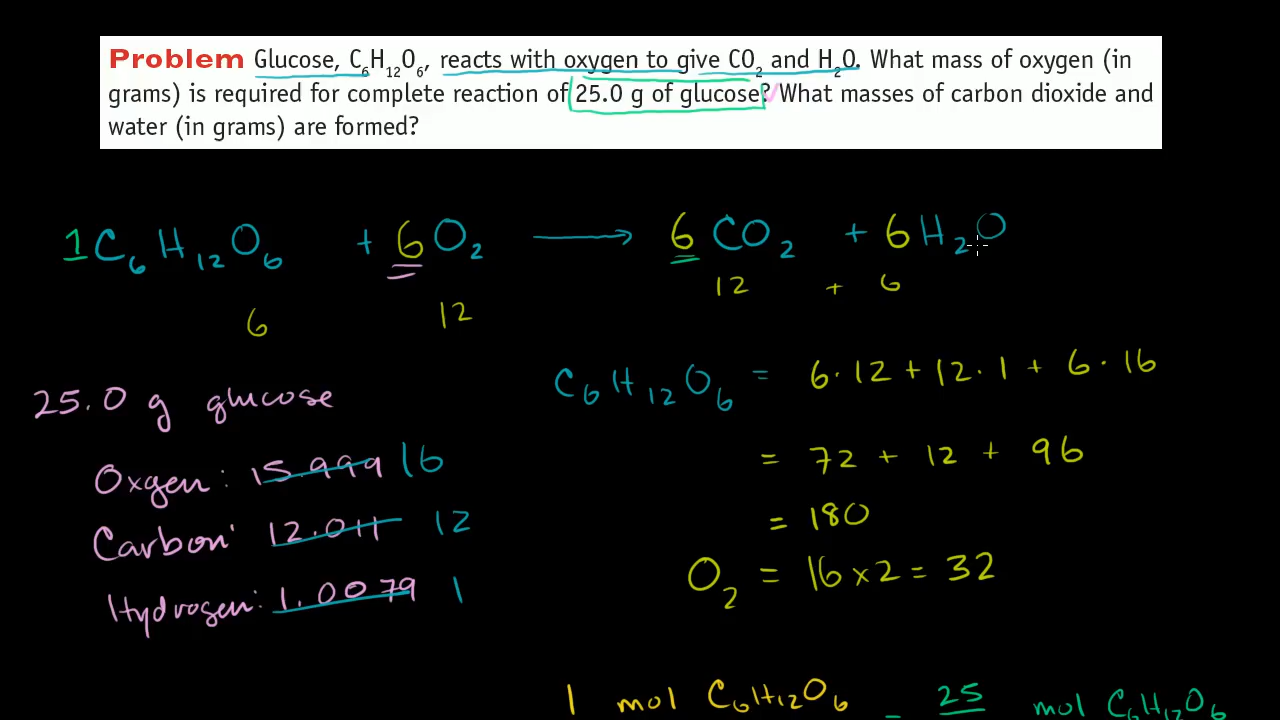 Problem Glucose, C₆H₁₂O₆, reacts with oxygen to give CO₂ and H₂O. What mass of oxygen (in
grams) is required for complete reaction of 25.0 g of glucose? What masses of carbon dioxide and
water (in grams) are formed?
1C₆H₁₂O₆ + 6O₂ → 6CO₂ + 6H₂O
6 12 12 + 6
C₆H₁₂O₆ = 6·12 + 12·1 + 6·16
25.0 g glucose
= 72 + 12 + 96
Oxgen: 15.999 16
= 180
Carbon: 12.011 12
O₂ = 16 x 2 = 32
Hydrogen: 1.0079 1
1 mol C₆H₁₂O₆ = 25 mol C₆H₁₂O₆